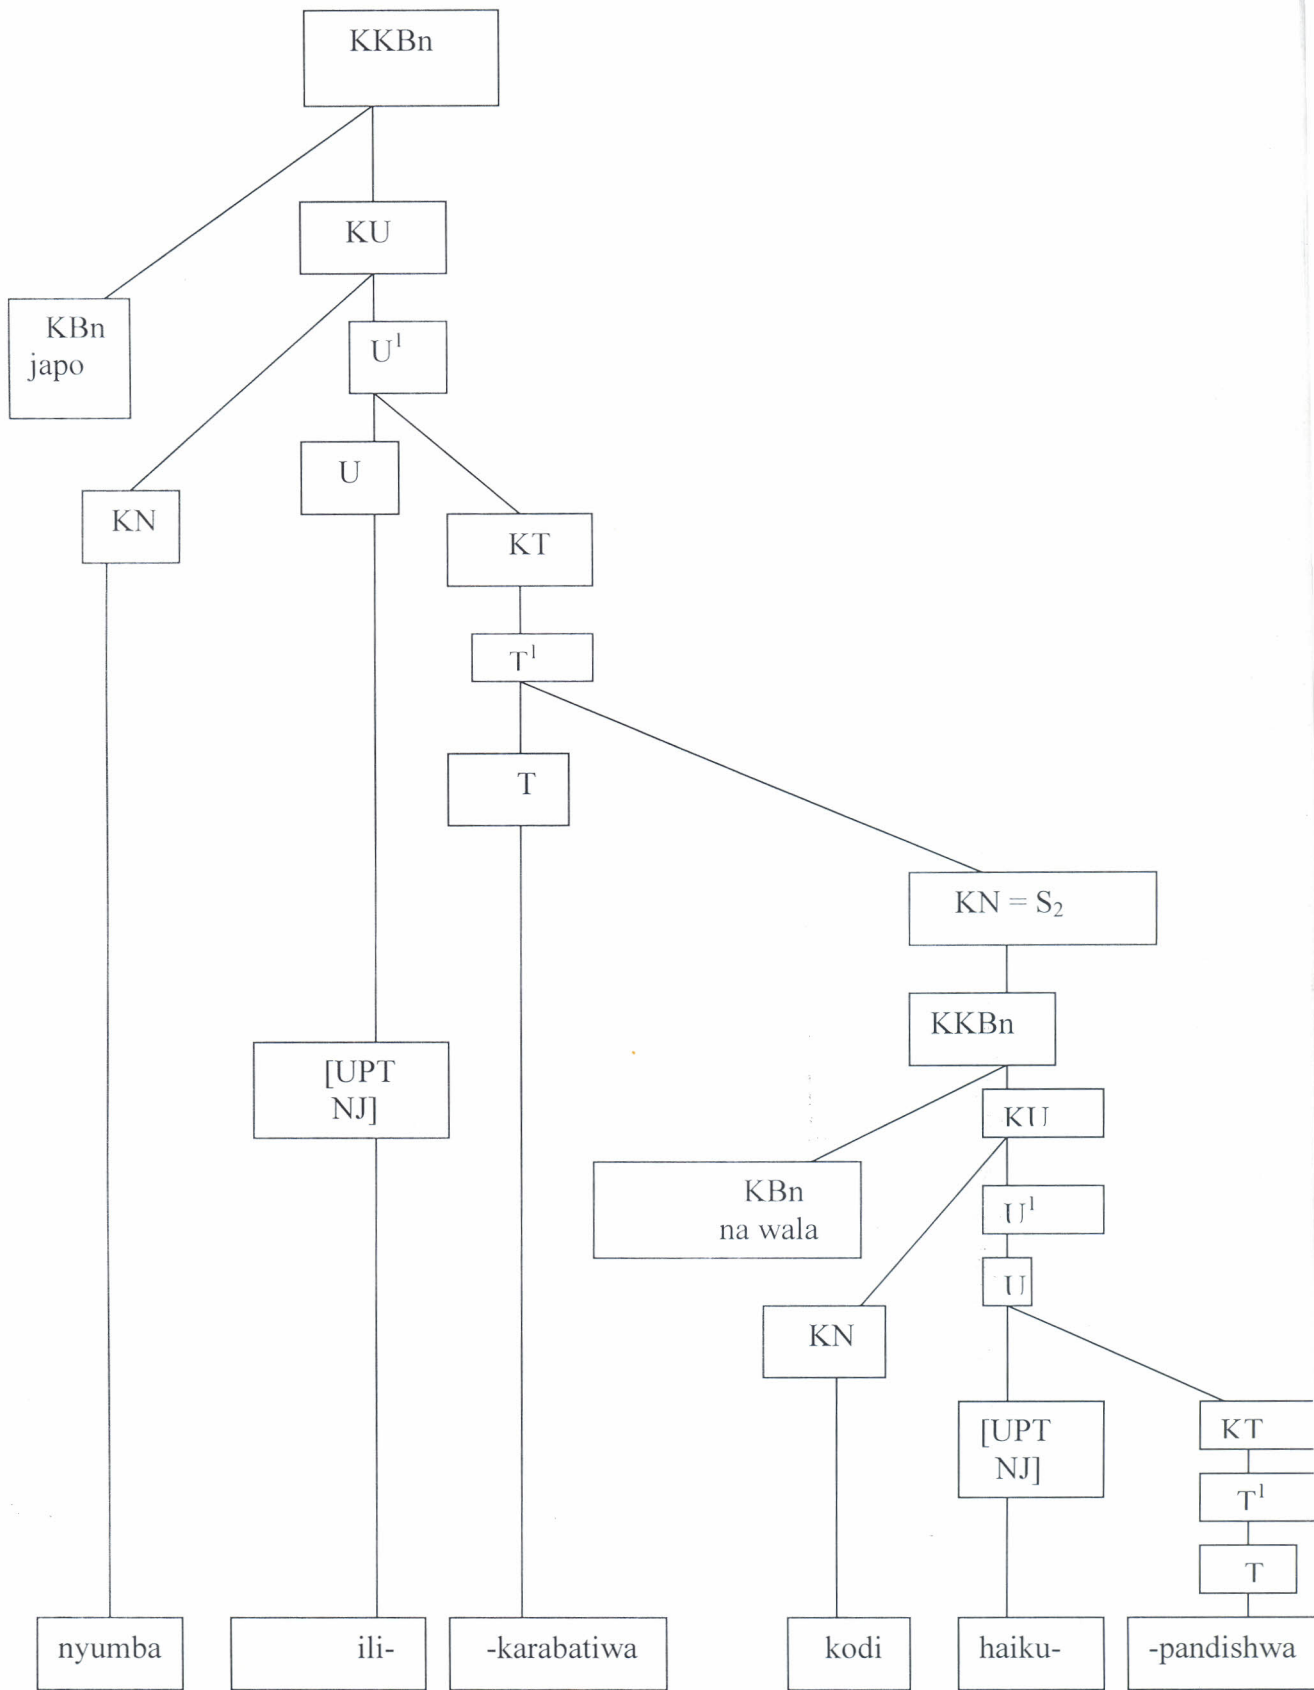 KKBn
KU
KBn
japo
U¹
U
KN
KT
T¹
T
KN = S₂
KKBn
[UPT
NJ]
KU
KBn
na wala
U¹
U
KN
[UPT
NJ]
KT
T¹
T
nyumba
ili-
-karabatiwa
kodi
haiku-
-pandishwa